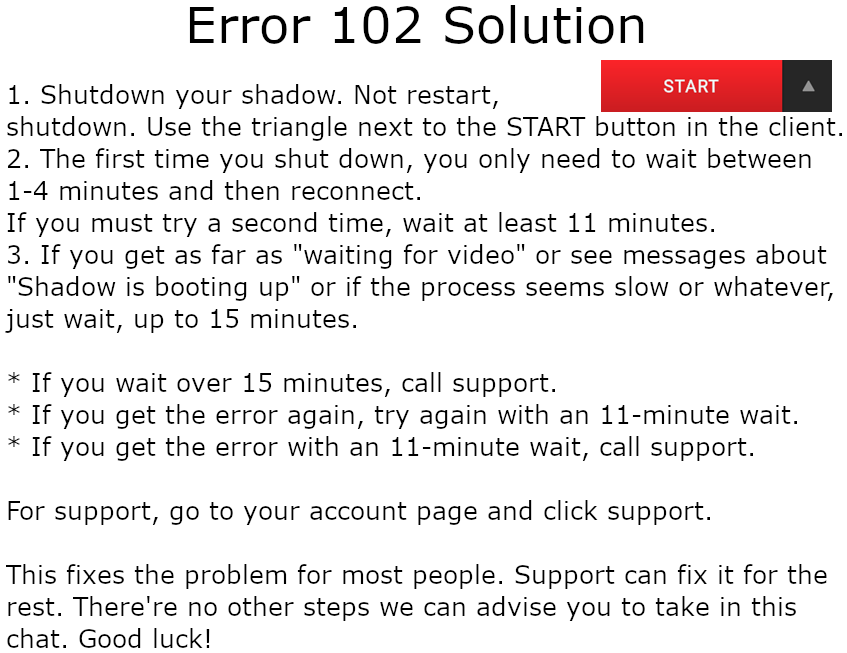 Error 102 Solution
START ▲
1. Shutdown your shadow. Not restart,
shutdown. Use the triangle next to the START button in the client.
2. The first time you shut down, you only need to wait between
1-4 minutes and then reconnect.
If you must try a second time, wait at least 11 minutes.
3. If you get as far as "waiting for video" or see messages about
"Shadow is booting up" or if the process seems slow or whatever,
just wait, up to 15 minutes.
* If you wait over 15 minutes, call support.
* If you get the error again, try again with an 11-minute wait.
* If you get the error with an 11-minute wait, call support.
For support, go to your account page and click support.
This fixes the problem for most people. Support can fix it for the
rest. There're no other steps we can advise you to take in this
chat. Good luck!